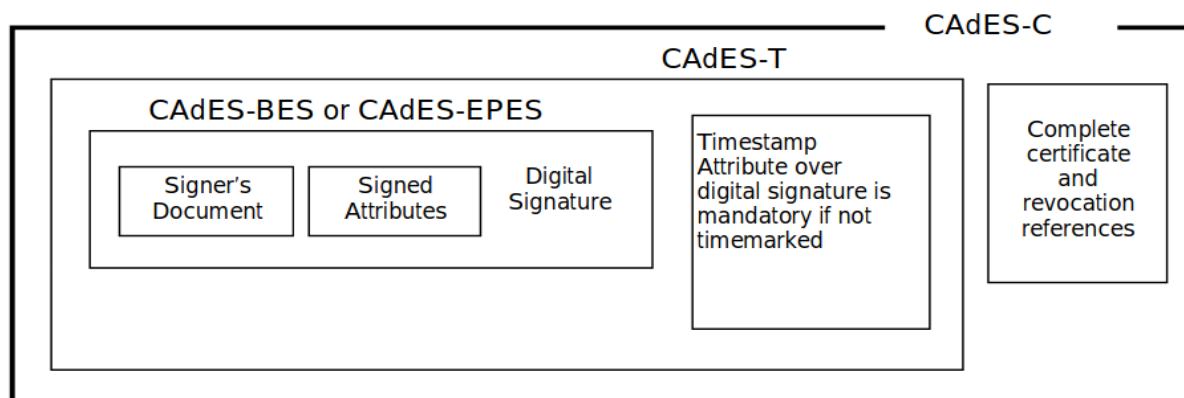 CAdES-C
CAdES-T
CAdES-BES or CAdES-EPES
Signer’s
Document
Signed
Attributes
Digital
Signature
Timestamp
Attribute over
digital signature is
mandatory if not
timemarked
Complete
certificate
and
revocation
references